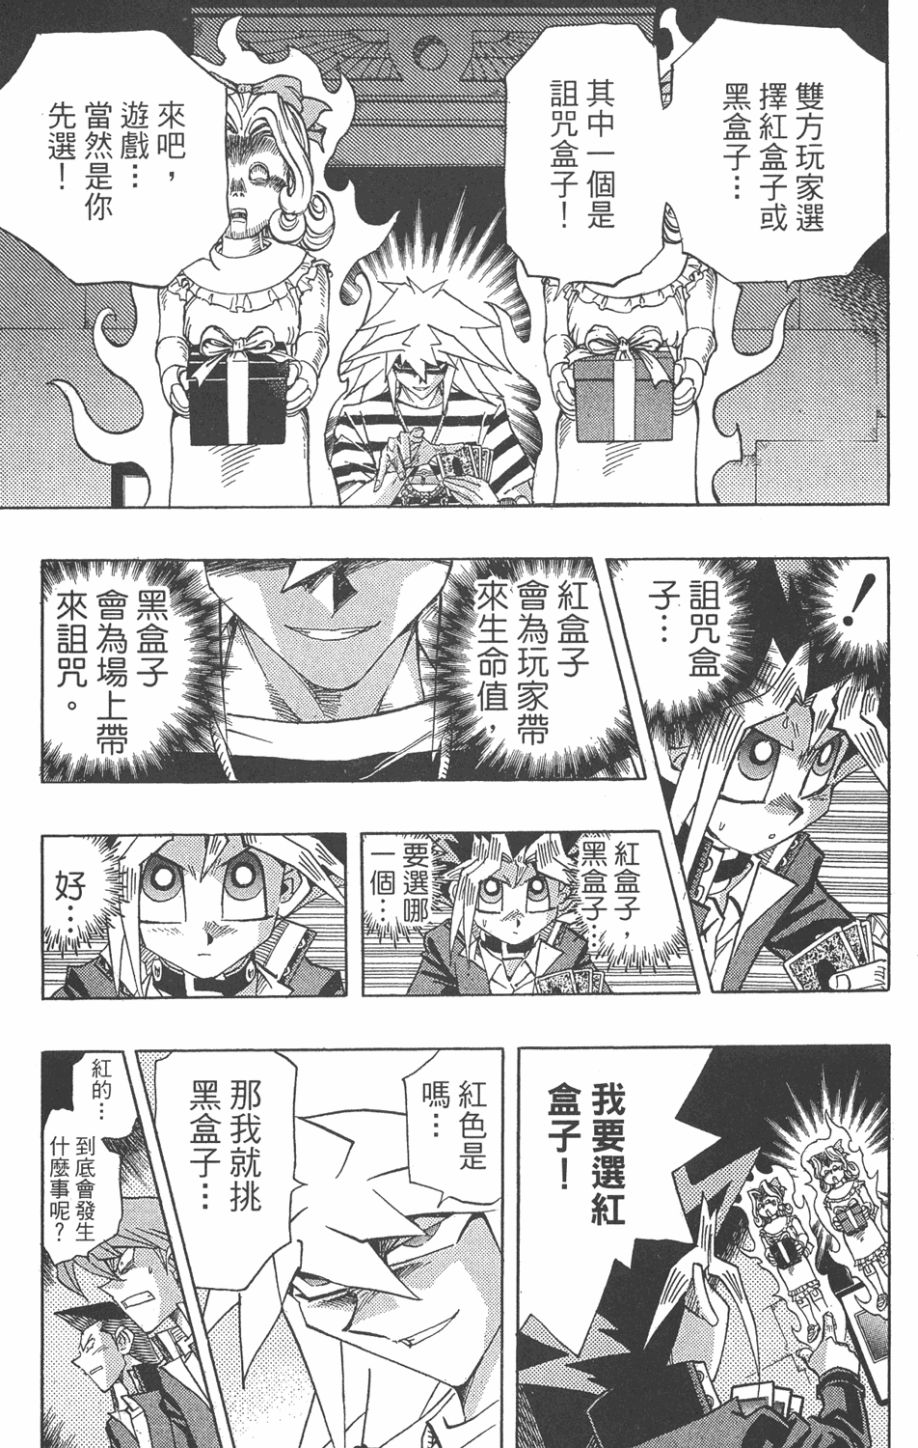 雙方玩家選
擇紅盒子或
黑盒子…
其中一個是
詛咒盒子！
來吧，
遊戲…
當然是你
先選！
！
詛咒盒
子…
紅盒子
會為玩家帶
來生命值，
黑盒子
會為場上帶
來詛咒。
紅盒子，
黑盒子…
要選哪
一個…
好…
我要選紅
盒子！
紅色是
嗎…
那我就挑
黑盒子…
紅的…
到底會發生
什麼事呢？